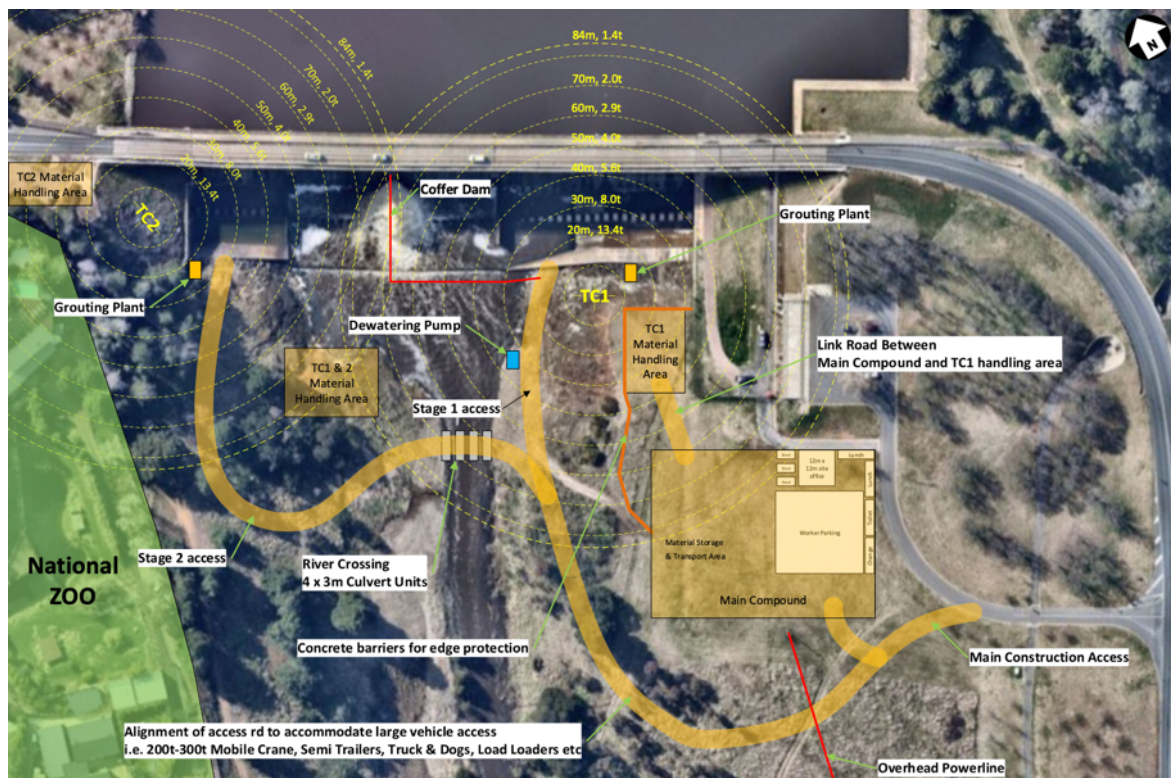 N
84m, 1.4t
70m, 2.0t
60m, 2.9t
50m, 4.0t
40m, 5.6t
30m, 8.0t
20m, 13.4t
84m, 1.4t
70m, 2.0t
60m, 2.9t
50m, 4.0t
40m, 5.6t
30m, 8.0t
20m, 13.4t
TC2 Material
Handling Area
TC2
Coffer Dam
Grouting Plant
TC1
Grouting Plant
Dewatering Pump
TC1
Material
Handling
Area
Link Road Between
Main Compound and TC1 handling area
TC1 & 2
Material
Handling Area
Stage 1 access
12m x
12m site
office
Lunch
Lunch
Toilet
Change
Worker Parking
Material Storage
& Transport Area
Main Compound
Stage 2 access
River Crossing
4 x 3m Culvert Units
National
ZOO
Concrete barriers for edge protection
Main Construction Access
Alignment of access rd to accommodate large vehicle access
i.e. 200t-300t Mobile Crane, Semi Trailers, Truck & Dogs, Load Loaders etc
Overhead Powerline